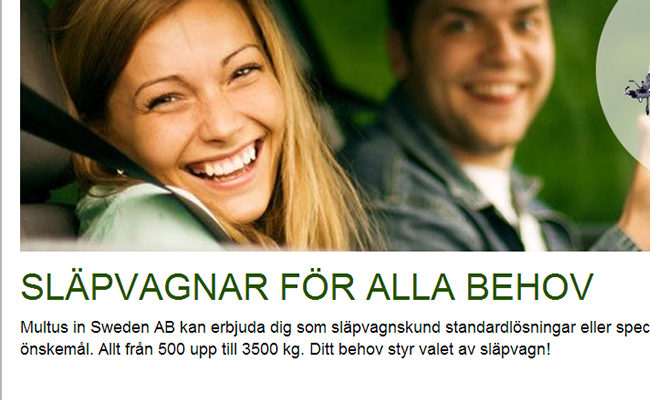 SLÄPVAGNAR FÖR ALLA BEHOV
Multus in Sweden AB kan erbjuda dig som släpvagnskund standardlösningar eller spec
önskemål. Allt från 500 upp till 3500 kg. Ditt behov styr valet av släpvagn!